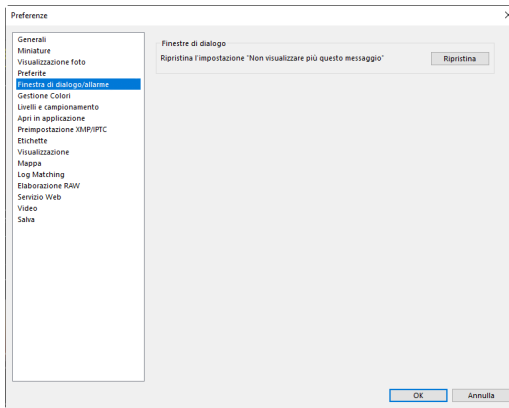 Preferenze
Generali
Miniature
Visualizzazione foto
Preferite
Finestra di dialogo/allarme
Gestione Colori
Livelli e campionamento
Apri in applicazione
Preimpostazione XMP/IPTC
Etichette
Visualizzazione
Mappa
Log Matching
Elaborazione RAW
Servizio Web
Video
Salva
Finestre di dialogo
Ripristina l'impostazione "Non visualizzare più questo messaggio"
Ripristina
OK
Annulla